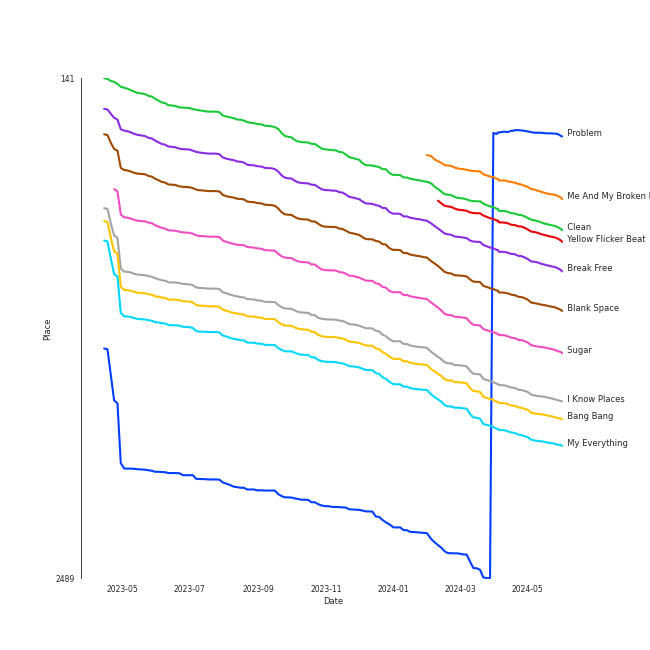 141
Problem
Me And My Broken
Clean
Yellow Flicker Beat
Break Free
Blank Space
Place
Sugar
I Know Places
Bang Bang
My Everything
2489
2023-05 2023-07 2023-09 2023-11 2024-01 2024-03 2024-05
Date